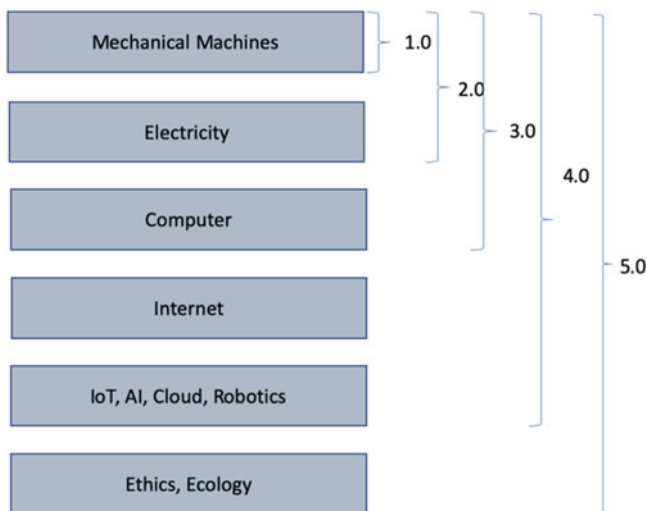 Mechanical Machines
1.0
2.0
Electricity
3.0
4.0
Computer
5.0
Internet
IoT, AI, Cloud, Robotics
Ethics, Ecology